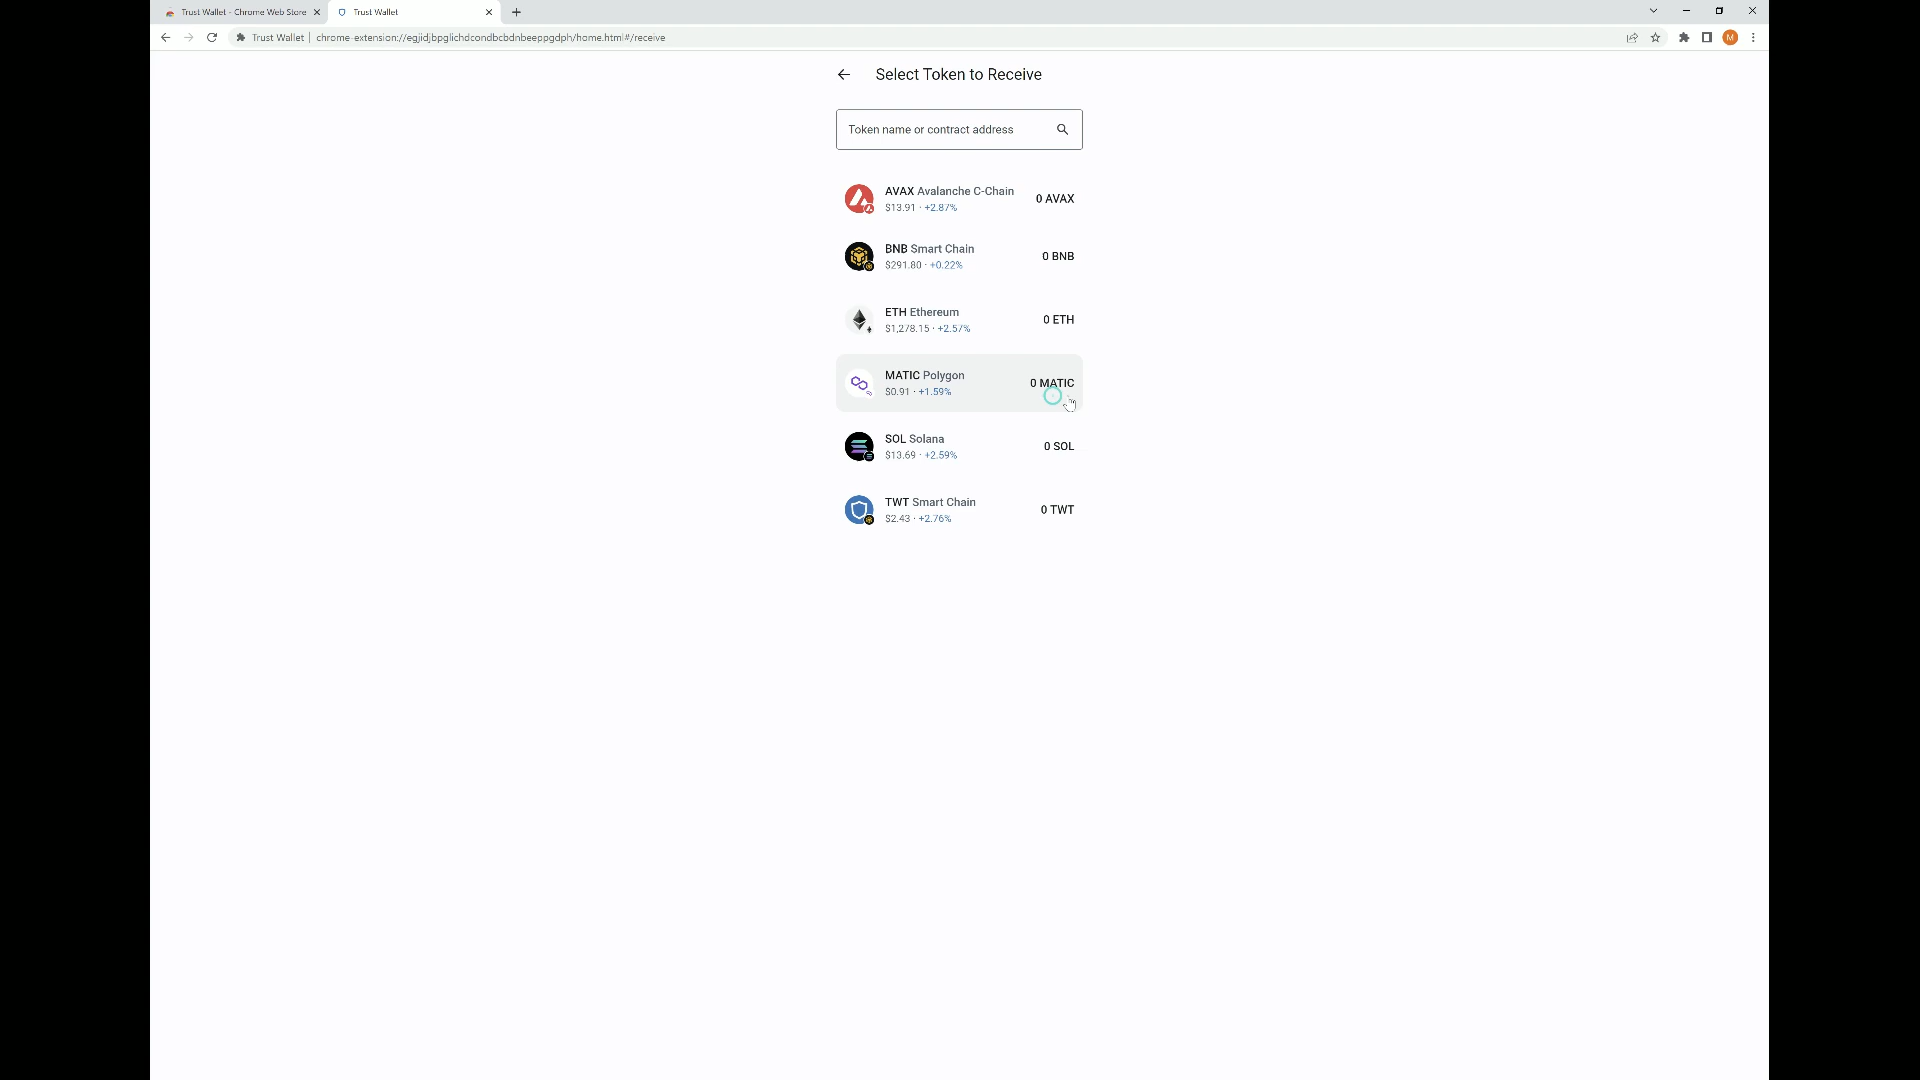 Trust Wallet - Chrome Web Store
Trust Wallet
Trust Wallet | chrome-extension://egjidjbpglichdcondbcbdnbeeppgdph/home.html#/receive
M
Select Token to Receive
Token name or contract address
AVAX Avalanche C-Chain
$13.91 · +2.87%
0 AVAX
BNB Smart Chain
$291.80 · +0.22%
0 BNB
ETH Ethereum
$1,278.15 · +2.57%
0 ETH
MATIC Polygon
$0.91 · +1.59%
0 MATIC
SOL Solana
$13.69 · +2.59%
0 SOL
TWT Smart Chain
$2.43 · +2.76%
0 TWT